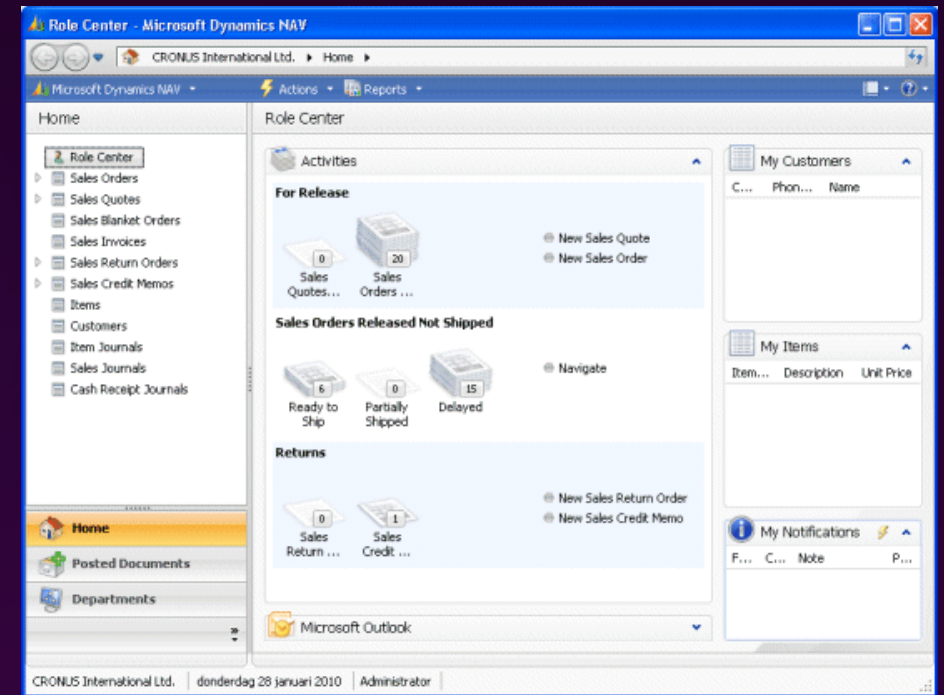 Role Center - Microsoft Dynamics NAV
CRONUS International Ltd. Home
Microsoft Dynamics NAV Actions Reports
Home
Role Center
Sales Orders
Sales Quotes
Sales Blanket Orders
Sales Invoices
Sales Return Orders
Sales Credit Memos
Items
Customers
Item Journals
Sales Journals
Cash Receipt Journals
Home
Posted Documents
Departments
Role Center
Activities
For Release
0 20
Sales Quotes... Sales Orders ...
New Sales Quote
New Sales Order
Sales Orders Released Not Shipped
6 0 15
Ready to Ship Partially Shipped Delayed
Navigate
Returns
0 1
Sales Return ... Sales Credit ...
New Sales Return Order
New Sales Credit Memo
Microsoft Outlook
My Customers
C... Phon... Name
My Items
Item... Description Unit Price
My Notifications
F... C... Note P...
CRONUS International Ltd. donderdag 28 januari 2010 Administrator